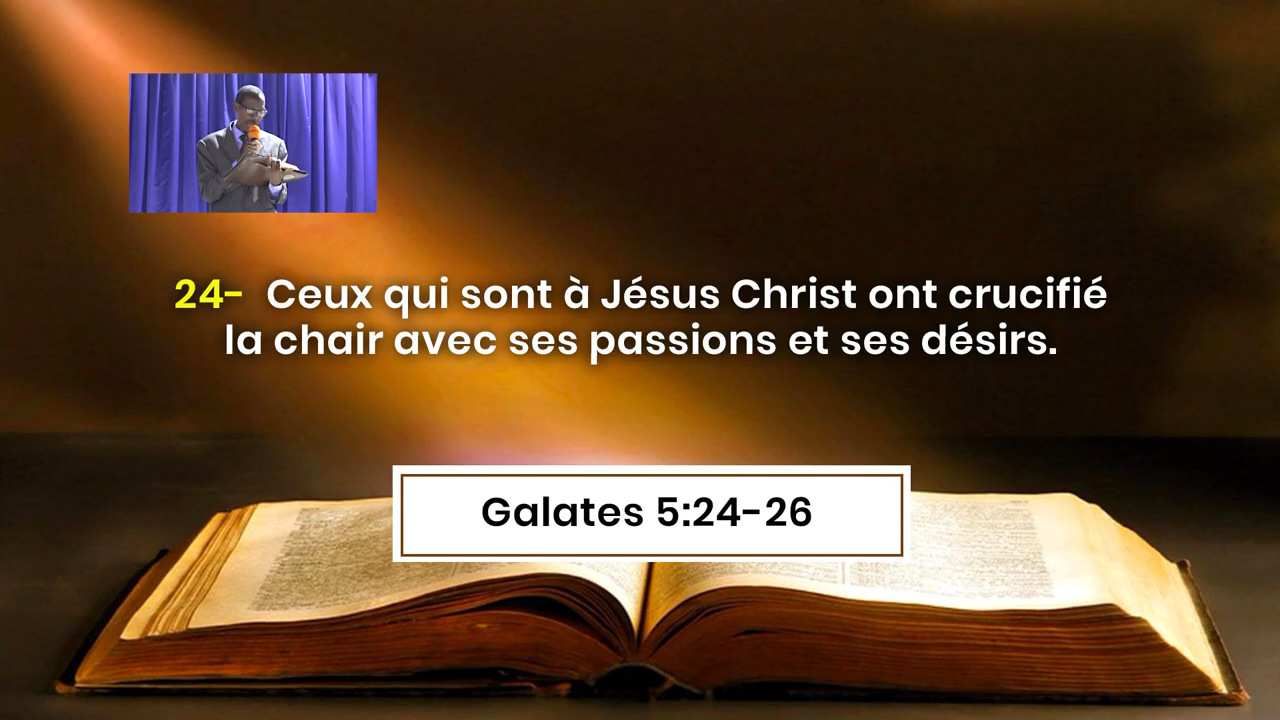 24- Ceux qui sont à Jésus Christ ont crucifié
la chair avec ses passions et ses désirs.
Galates 5:24-26